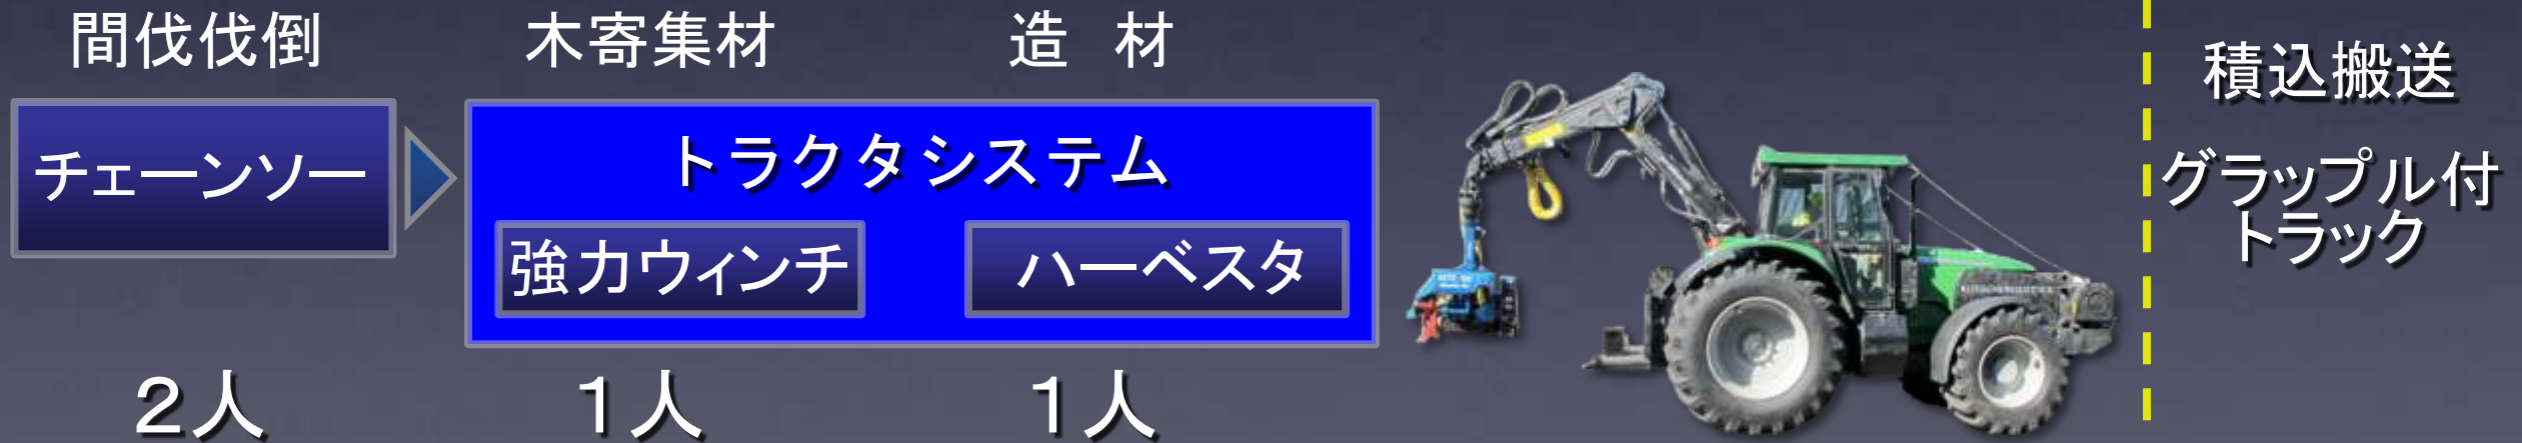 間伐伐倒
木寄集材
造 材
積込搬送
チェーンソー
トラクタシステム
強力ウィンチ
ハーベスタ
グラップル付
トラック
2人
1人
1人